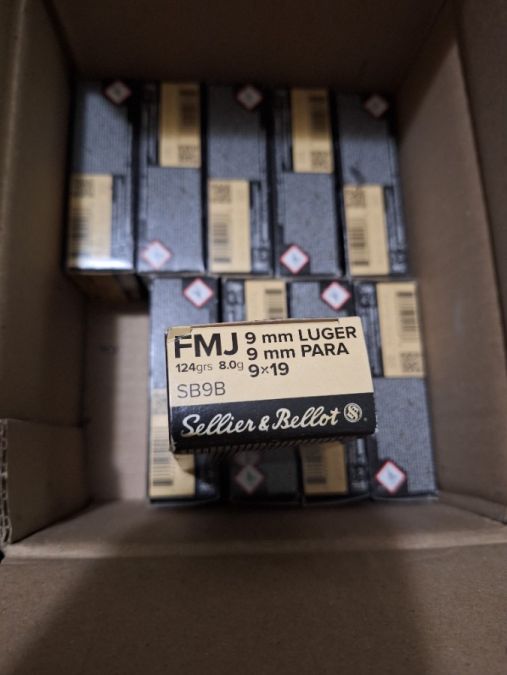 FMJ 9 mm LUGER
9 mm PARA
124grs 8.0g 9×19
SB9B
Sellier & Bellot S&B